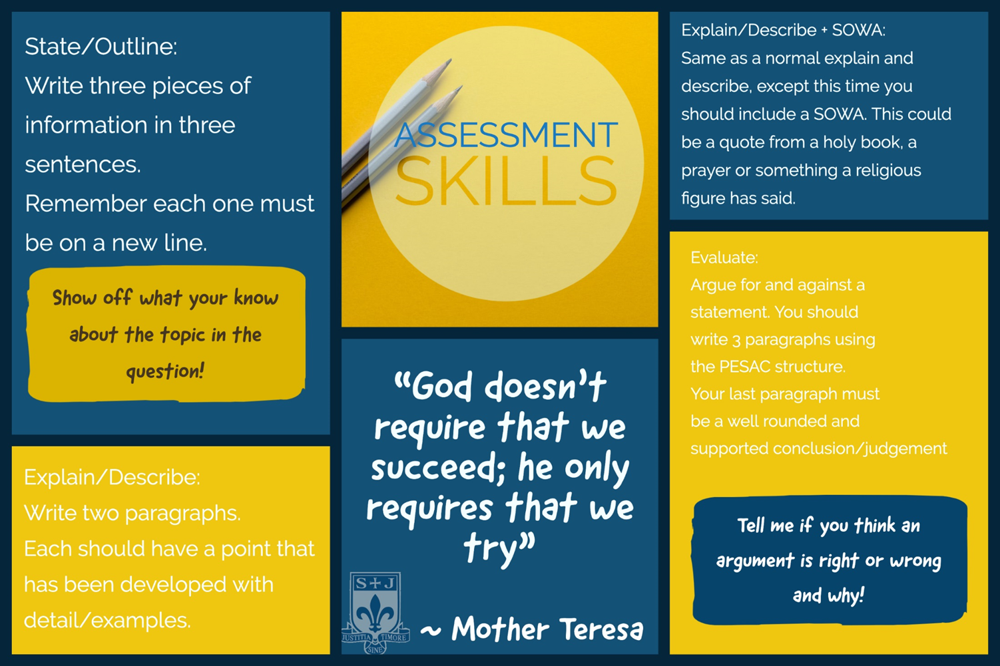 State/Outline:
Write three pieces of
information in three
sentences.
Remember each one must
be on a new line.
Show off what your know
about the topic in the
question!
Explain/Describe:
Write two paragraphs.
Each should have a point that
has been developed with
detail/examples.
ASSESSMENT
SKILLS
“God doesn't
require that we
succeed; he only
requires that we
try”
~ Mother Teresa
S+J
JUSTITIA TIMORE
SINE
Explain/Describe + SOWA:
Same as a normal explain and
describe, except this time you
should include a SOWA. This could
be a quote from a holy book, a
prayer or something a religious
figure has said.
Evaluate:
Argue for and against a
statement. You should
write 3 paragraphs using
the PESAC structure.
Your last paragraph must
be a well rounded and
supported conclusion/judgement
Tell me if you think an
argument is right or wrong
and why!